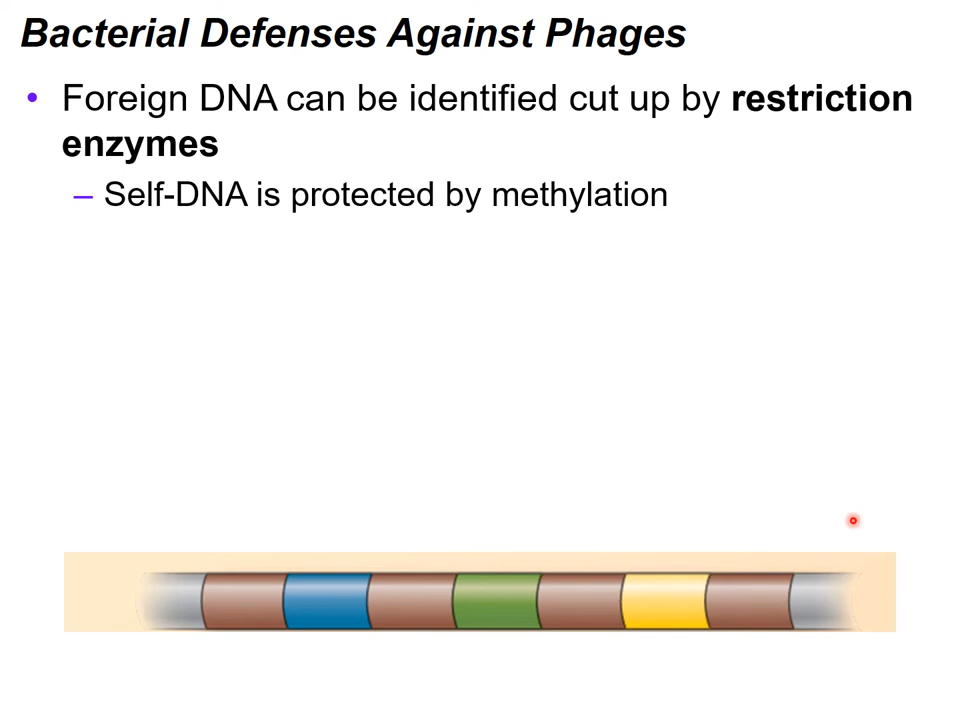 Bacterial Defenses Against Phages
• Foreign DNA can be identified cut up by restriction
enzymes
– Self-DNA is protected by methylation